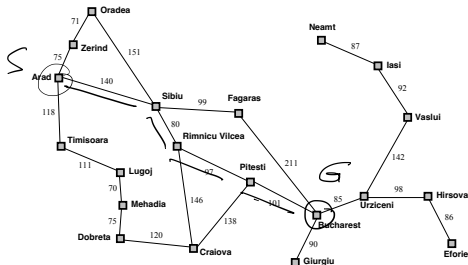 Oradea
71
Neamt
Zerind
87
151
75
Iasi
S
Arad
140
92
Sibiu
99
Fagaras
118
Vaslui
80
Timisoara
Rimnicu Vilcea
111
Lugoj
97
Pitesti
211
G
142
70
98
Hirsova
85
Mehadia
146
101
Urziceni
75
138
86
Bucharest
Dobreta
120
90
Craiova
Eforie
Giurgiu